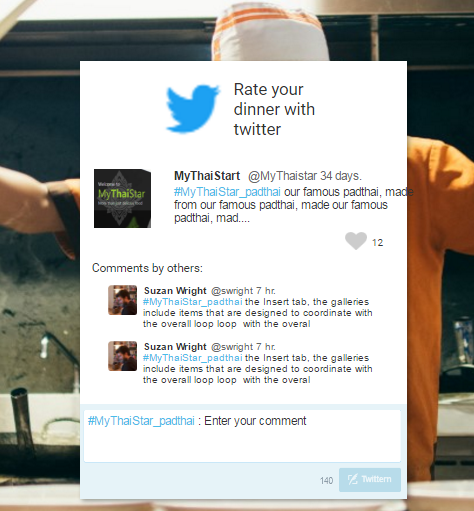 Rate your
dinner with
twitter
MyThaiStart @MyThaistar 34 days.
#MyThaiStar_padthai our famous padthai, made
from our famous padthai, made our famous
padthai, mad....
12
Welcome to
MyThaiStar
Comments by others:
Suzan Wright @swright 7 hr.
#MyThaiStar_padthai the Insert tab, the galleries
include items that are designed to coordinate with
the overall loop loop with the overal
Suzan Wright @swright 7 hr.
#MyThaiStar_padthai the Insert tab, the galleries
include items that are designed to coordinate with
the overall loop loop with the overal
#MyThaiStar_padthai : Enter your comment
140 Twittern